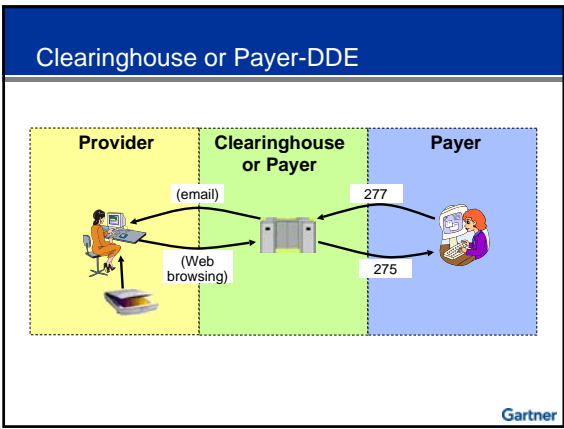 Clearinghouse or Payer-DDE
Provider
Clearinghouse
or Payer
Payer
(email)
277
(Web
browsing)
275
Gartner